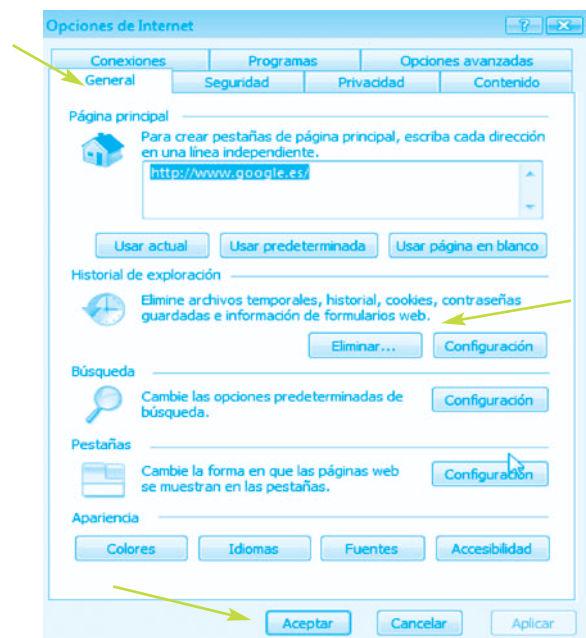 Opciones de Internet
Conexiones Programas Opciones avanzadas
General Seguridad Privacidad Contenido
Página principal
Para crear pestañas de página principal, escriba cada dirección
en una línea independiente.
http://www.google.es/
Usar actual Usar predeterminada Usar página en blanco
Historial de exploración
Elimine archivos temporales, historial, cookies, contraseñas
guardadas e información de formularios web.
Eliminar... Configuración
Búsqueda
Cambie las opciones predeterminadas de
búsqueda.
Configuración
Pestañas
Cambie la forma en que las páginas web
se muestran en las pestañas.
Configuración
Apariencia
Colores Idiomas Fuentes Accesibilidad
Aceptar Cancelar Aplicar